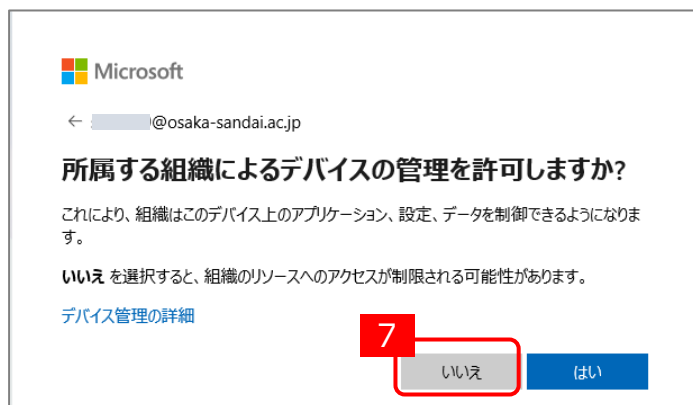 Microsoft
← @osaka-sandai.ac.jp
所属する組織によるデバイスの管理を許可しますか?
これにより、組織はこのデバイス上のアプリケーション、設定、データを制御できるようになりま
す。
いいえ を選択すると、組織のリソースへのアクセスが制限される可能性があります。
デバイス管理の詳細
7
いいえ はい